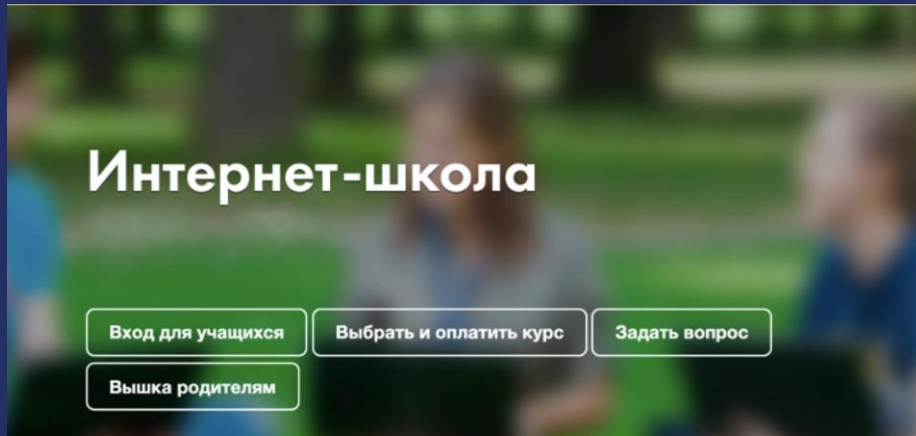 Интернет-школа
Вход для учащихся Выбрать и оплатить курс Задать вопрос
Вышка родителям